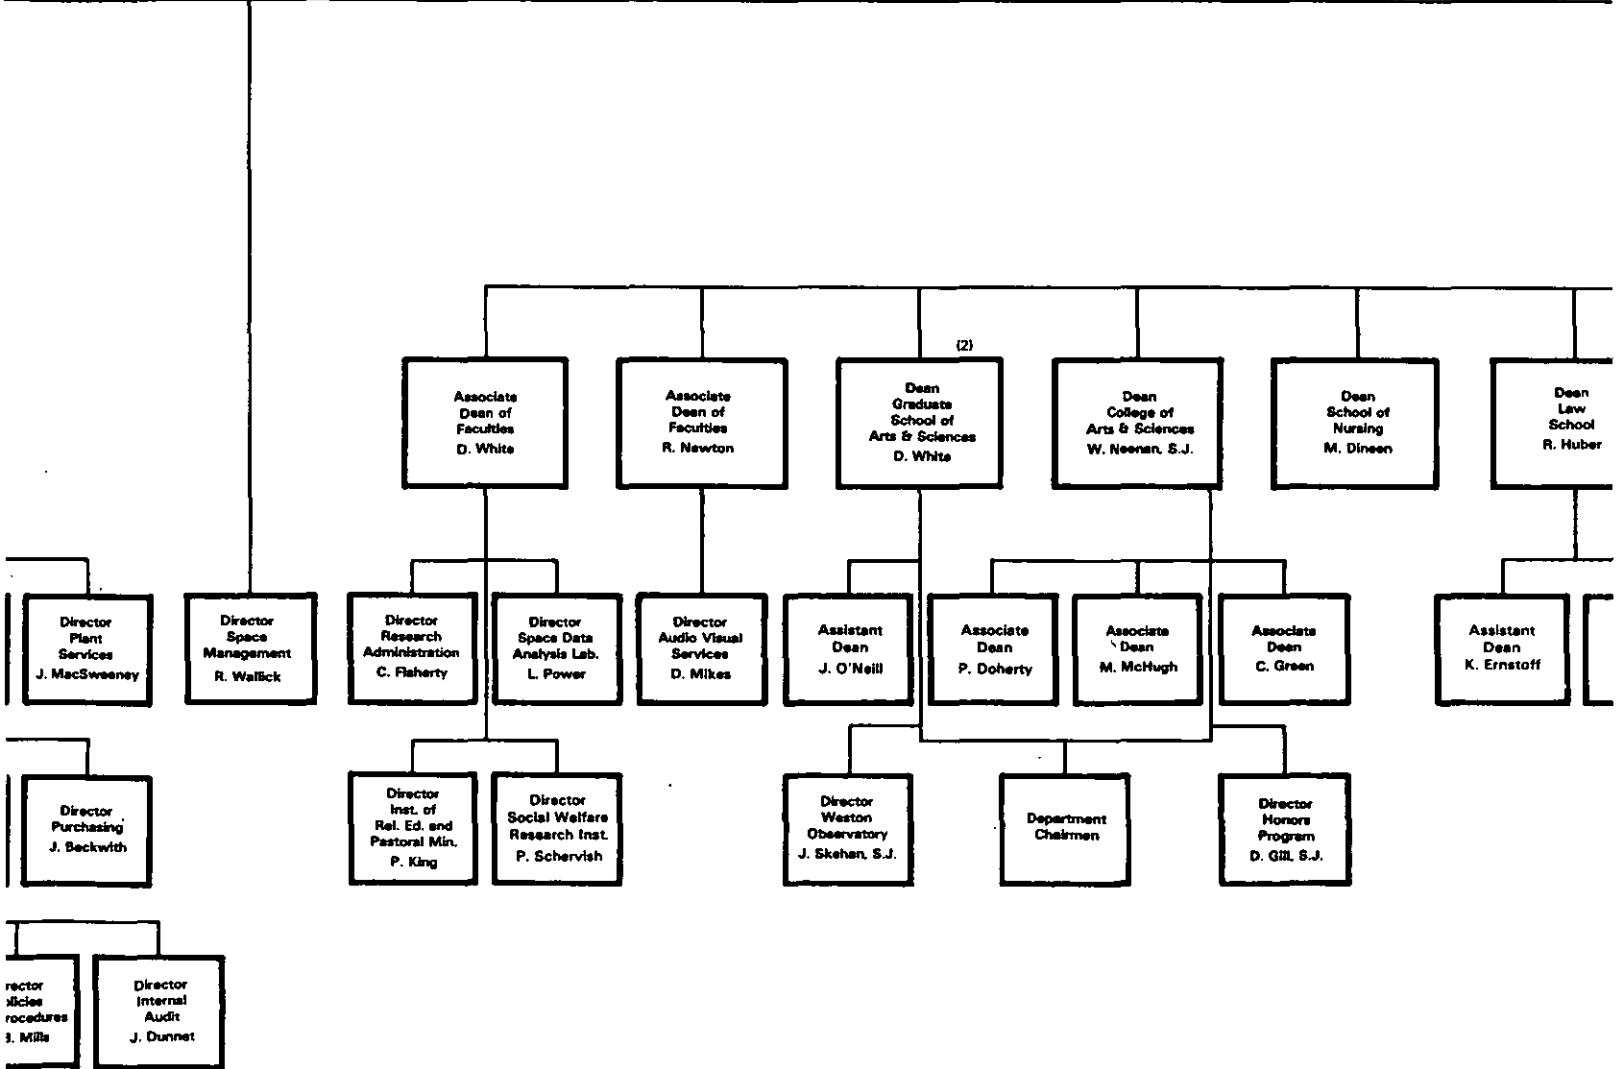 (2)
Associate
Dean of
Faculties
D. White
Associate
Dean of
Faculties
R. Newton
Dean
Graduate
School of
Arts & Sciences
D. White
Dean
College of
Arts & Sciences
W. Neenan, S.J.
Dean
School of
Nursing
M. Dineen
Dean
Law
School
R. Huber
Director
Plant
Services
J. MacSweeney
Director
Space
Management
R. Wallick
Director
Research
Administration
C. Flaherty
Director
Space Data
Analysis Lab.
L. Power
Director
Audio Visual
Services
D. Mikes
Assistant
Dean
J. O'Neill
Associate
Dean
P. Doherty
Associate
Dean
M. McHugh
Associate
Dean
C. Green
Assistant
Dean
K. Ernstoff
Director
Purchasing
J. Beckwith
Director
Inst. of
Rel. Ed. and
Pastoral Min.
P. King
Director
Social Welfare
Research Inst.
P. Schervish
Director
Weston
Observatory
J. Skehan, S.J.
Department
Chairmen
Director
Honors
Program
D. Gill, S.J.
rector
licies
rocedures
Mills
Director
Internal
Audit
J. Dunnet